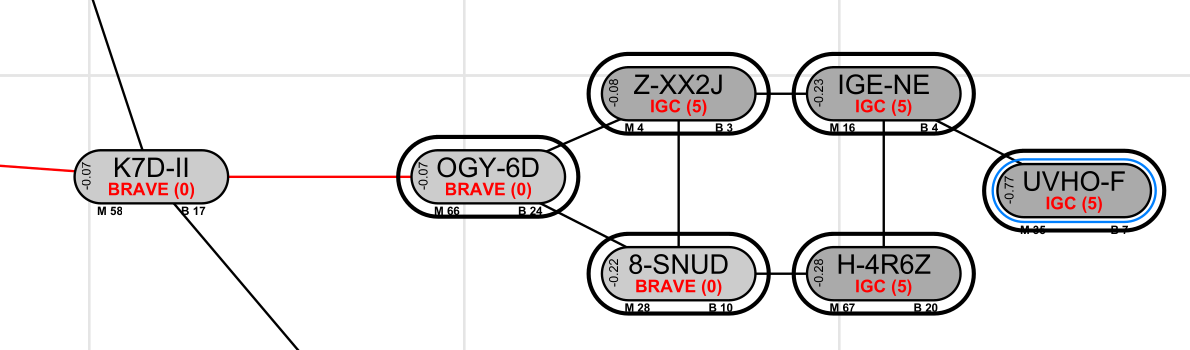 -0.08
Z-XX2J
IGC (5)
M 4 B 3
-0.23
IGE-NE
IGC (5)
M 16 B 4
-0.07
K7D-II
BRAVE (0)
M 58 B 17
-0.07
OGY-6D
BRAVE (0)
M 66 B 24
-0.77
UVHO-F
IGC (5)
M 35 B 7
-0.22
8-SNUD
BRAVE (0)
M 28 B 10
-0.28
H-4R6Z
IGC (5)
M 67 B 20